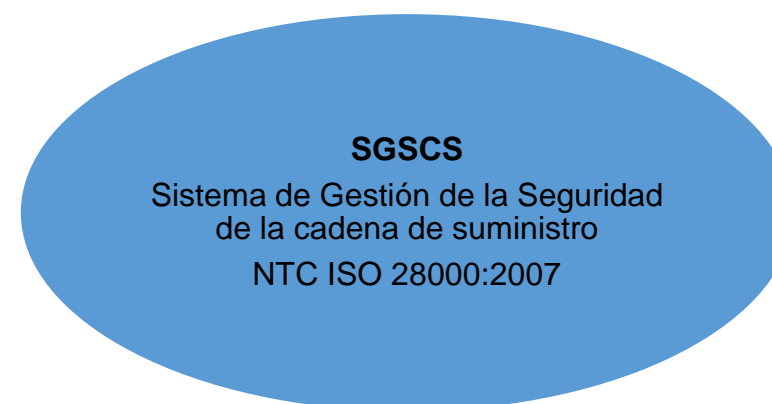 SGSCS
Sistema de Gestión de la Seguridad
de la cadena de suministro
NTC ISO 28000:2007